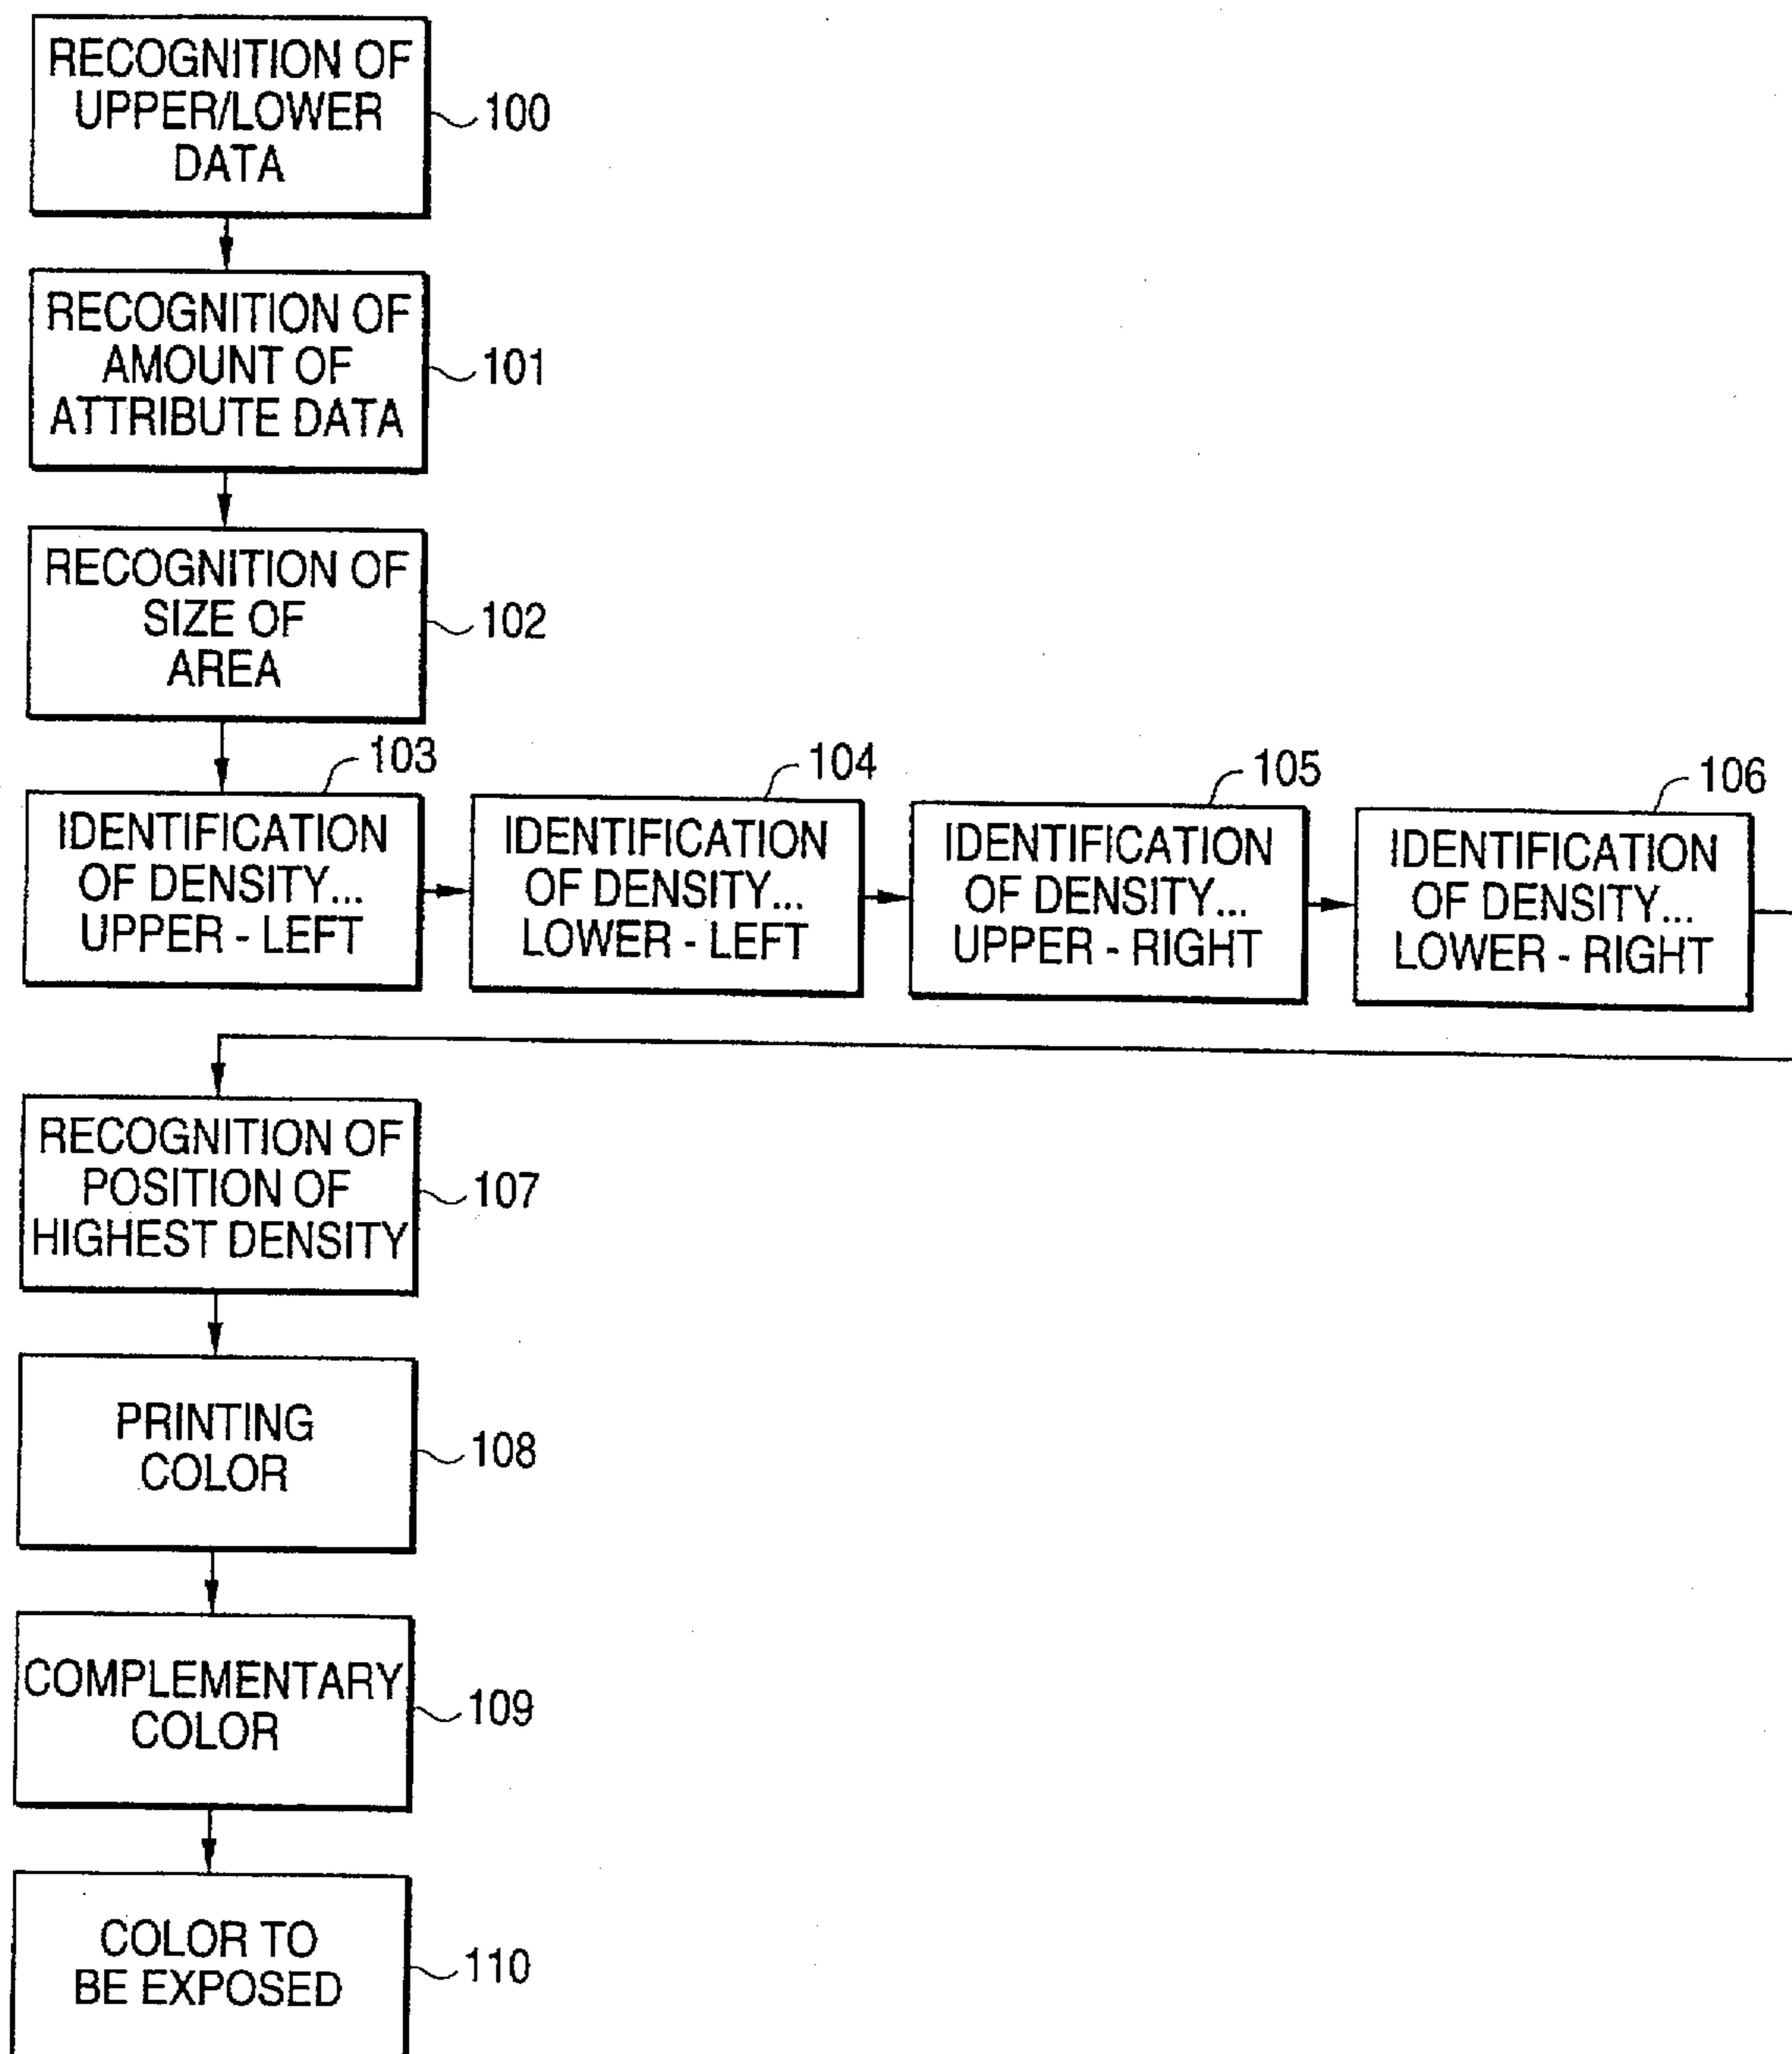 RECOGNITION OF
UPPER/LOWER
DATA
100
RECOGNITION OF
AMOUNT OF
ATTRIBUTE DATA
101
RECOGNITION OF
SIZE OF
AREA
102
103
IDENTIFICATION
OF DENSITY...
UPPER - LEFT
104
IDENTIFICATION
OF DENSITY...
LOWER - LEFT
105
IDENTIFICATION
OF DENSITY...
UPPER - RIGHT
106
IDENTIFICATION
OF DENSITY...
LOWER - RIGHT
RECOGNITION OF
POSITION OF
HIGHEST DENSITY
107
PRINTING
COLOR
108
COMPLEMENTARY
COLOR
109
COLOR TO
BE EXPOSED
110